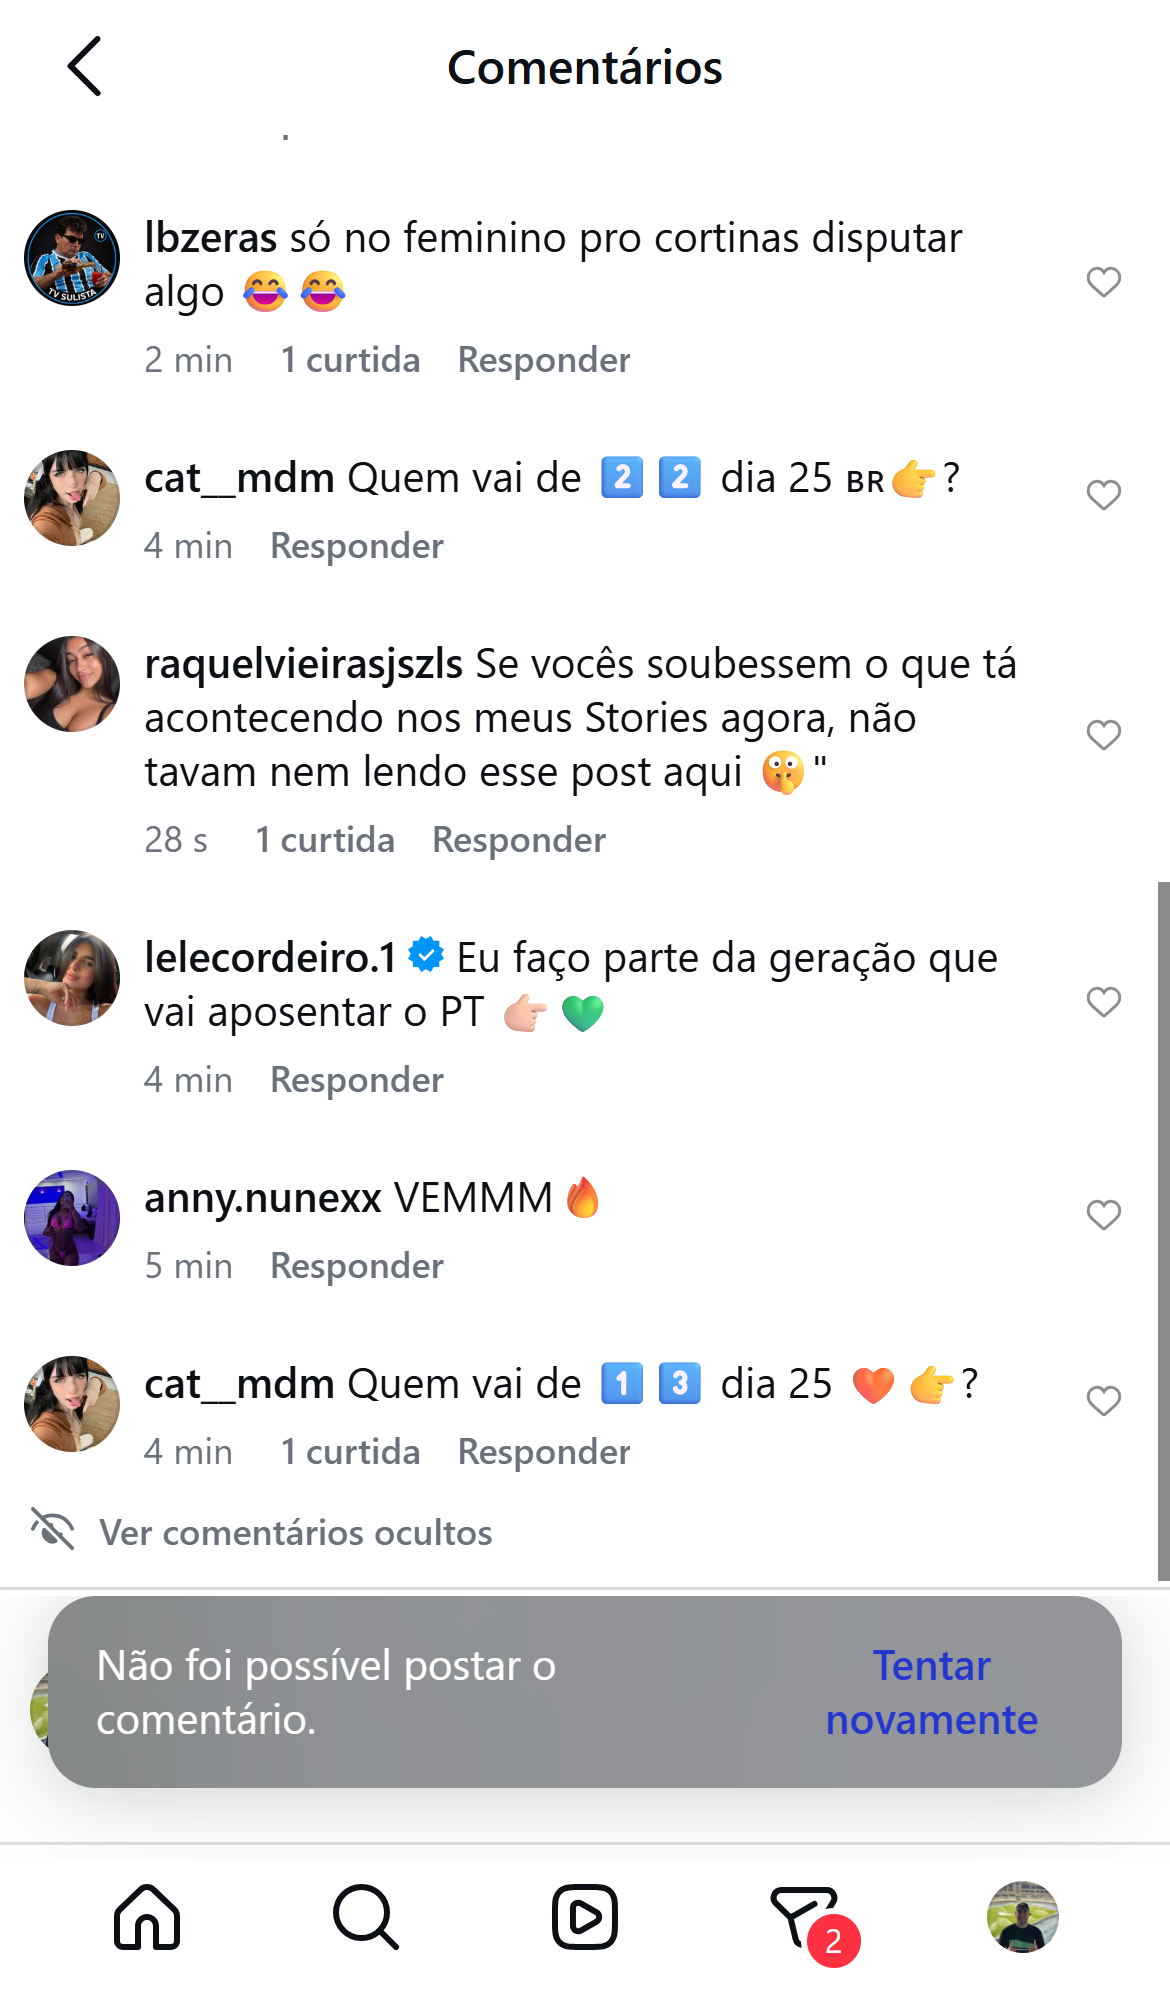 Comentários
lbzeras só no feminino pro cortinas disputar
algo 😂😂
2 min 1 curtida Responder
cat__mdm Quem vai de 2️⃣2️⃣ dia 25 ʙʀ👉?
4 min Responder
raquelvieirasjszls Se vocês soubessem o que tá
acontecendo nos meus Stories agora, não
tavam nem lendo esse post aqui 🤫"
28 s 1 curtida Responder
lelecordeiro.1 Eu faço parte da geração que
vai aposentar o PT 👉🏻💚
4 min Responder
anny.nunexx VEMMM🔥
5 min Responder
cat__mdm Quem vai de 1️⃣3️⃣ dia 25 ❤️👉?
4 min 1 curtida Responder
Ver comentários ocultos
Não foi possível postar o
comentário.
Tentar
novamente
2